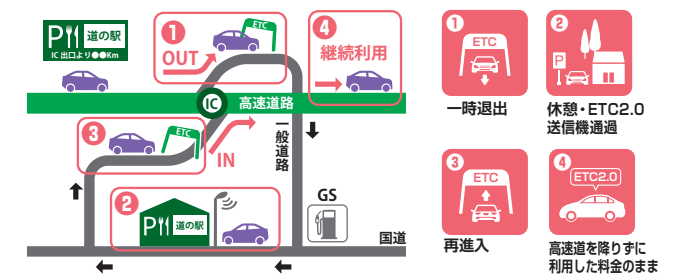 P 道の駅
IC 出口より●●Km
1
OUT
ETC
4
継続利用
IC
高速道路
3
ETC
IN
一般道路
2
P 道の駅
GS
国道
1
ETC
一時退出
2
P
休憩・ETC2.0
送信機通過
3
ETC
再進入
4
ETC2.0
高速道を降りずに
利用した料金のまま